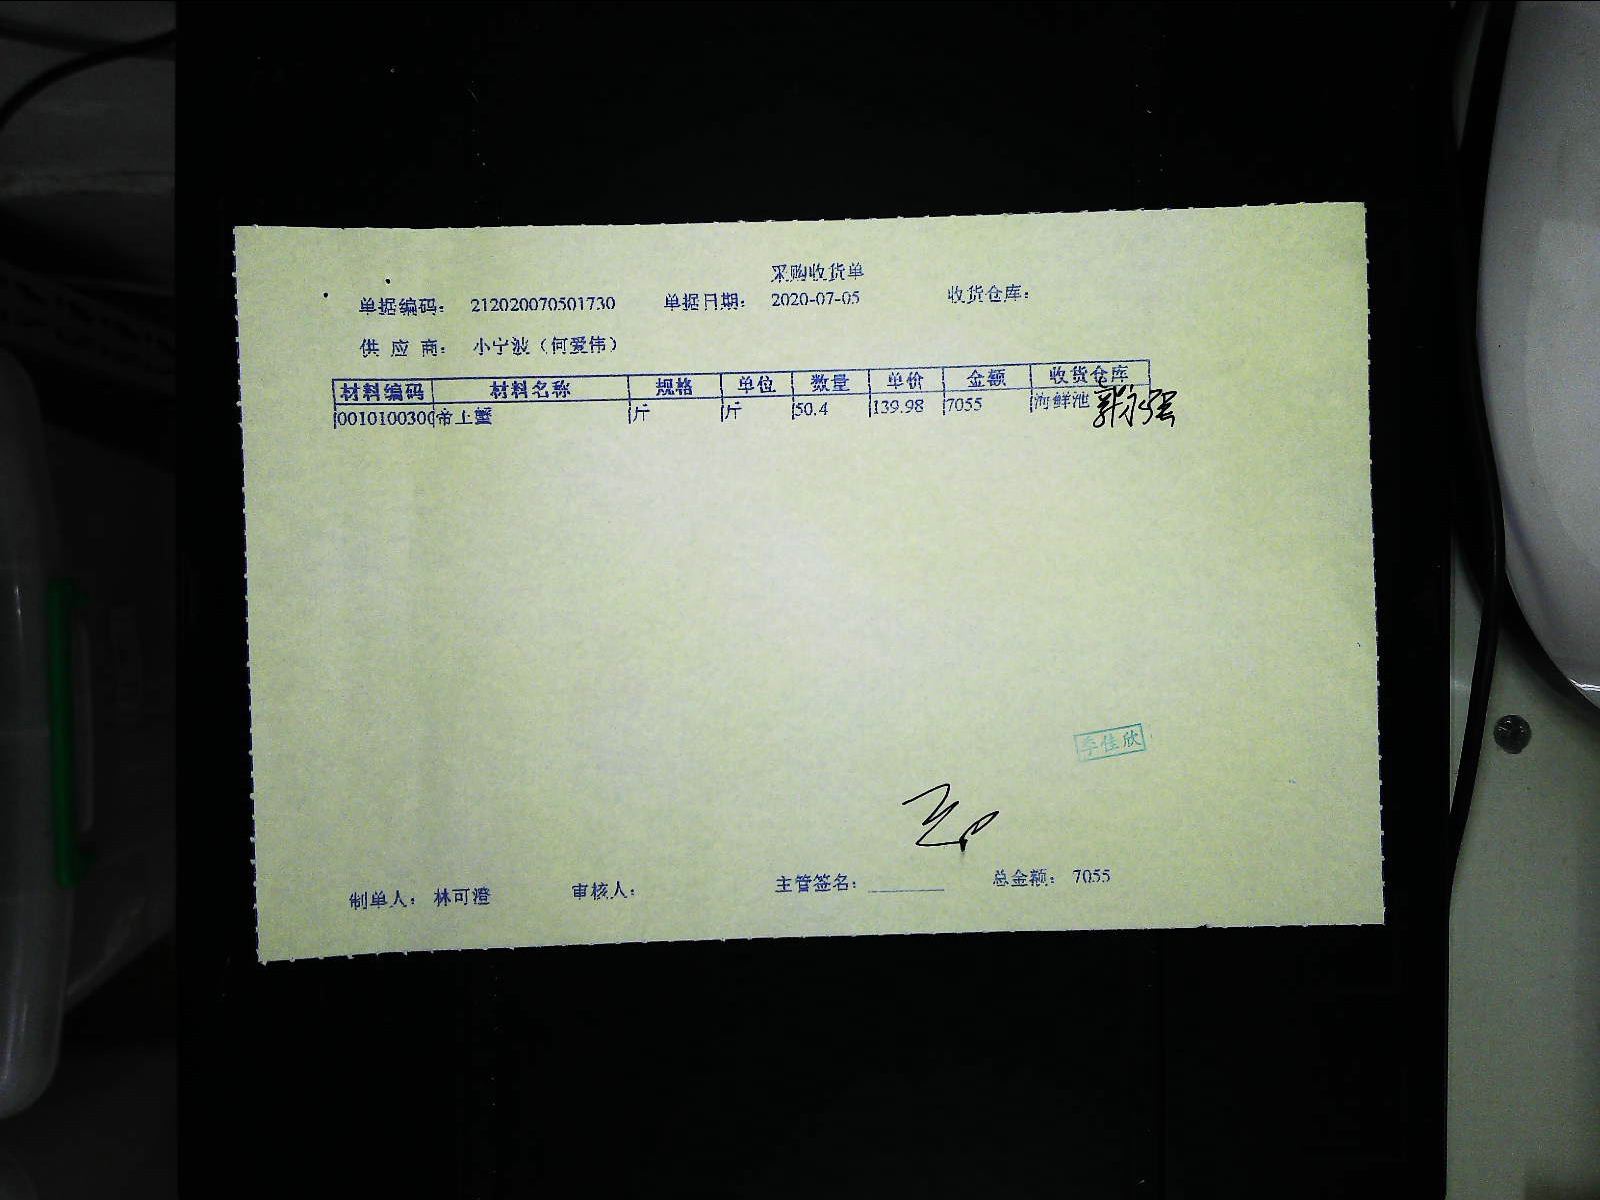 采购收货单
单据编码： 212020070501730 单据日期： 2020-07-05 收货仓库：
供应商： 小宁波（何爱伟）
材料编码 材料名称 规格 单位 数量 单价 金额 收货仓库
0010100300 帝王蟹 斤 斤 50.4 139.98 7055 海鲜池 郭永强
李佳欣
制单人： 林可澄 审核人： 主管签名： 总金额： 7055